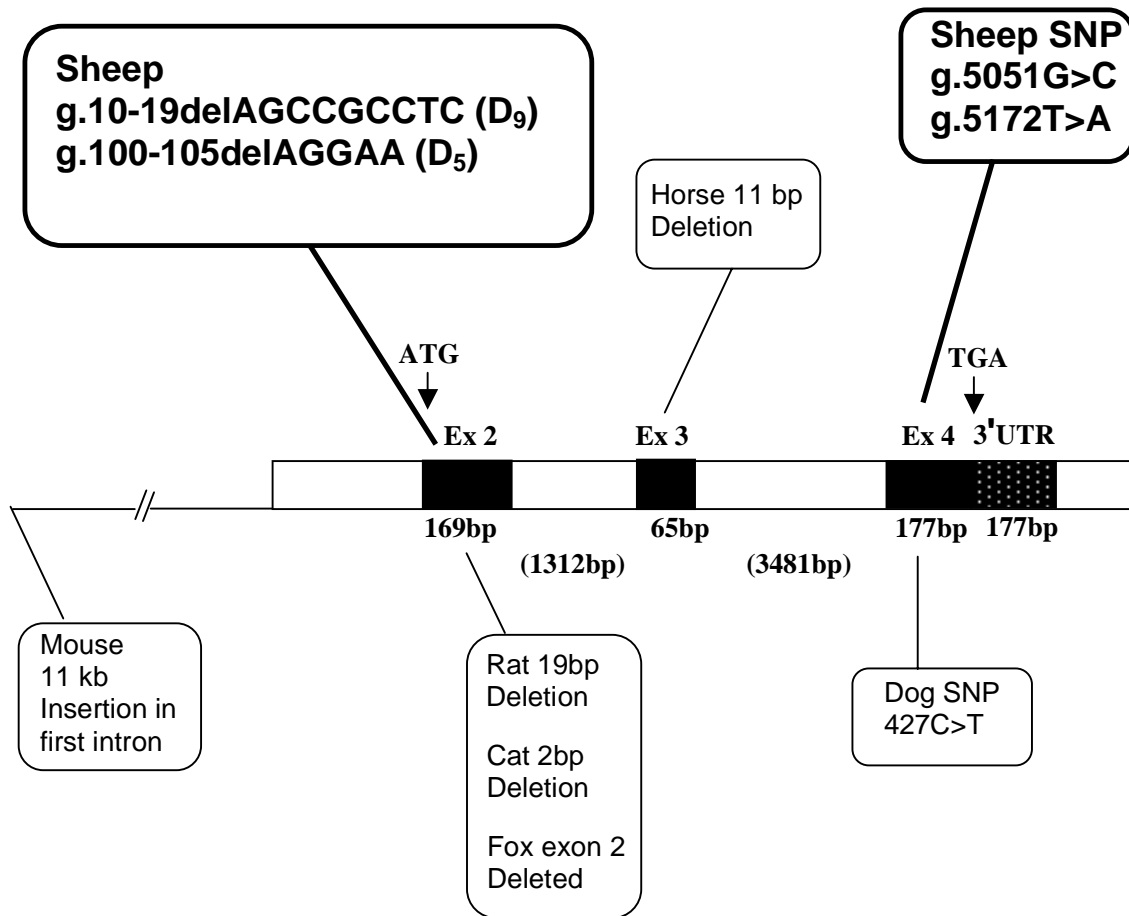 Sheep
g.10-19delAGCCGCCTC (D₉)
g.100-105delAGGAA (D₅)
Sheep SNP
g.5051G>C
g.5172T>A
Horse 11 bp
Deletion
ATG
TGA
Ex 2
Ex 3
Ex 4
3'UTR
169bp
65bp
177bp
177bp
(1312bp)
(3481bp)
Mouse
11 kb
Insertion in
first intron
Rat 19bp
Deletion
Cat 2bp
Deletion
Fox exon 2
Deleted
Dog SNP
427C>T